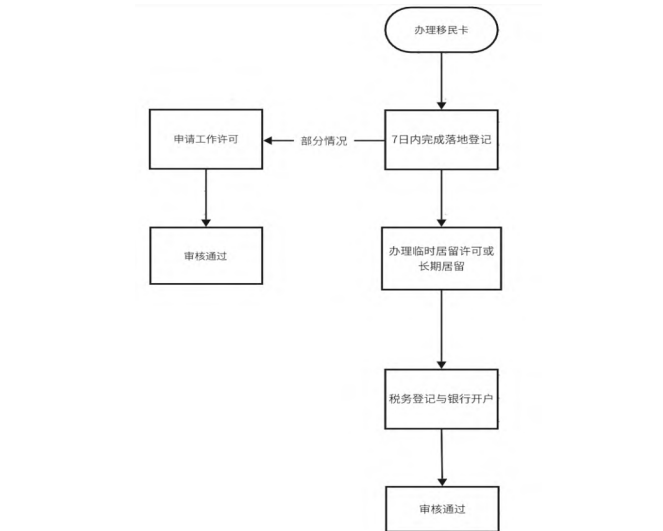 办理移民卡
申请工作许可
部分情况
7日内完成落地登记
审核通过
办理临时居留许可或
长期居留
税务登记与银行开户
审核通过